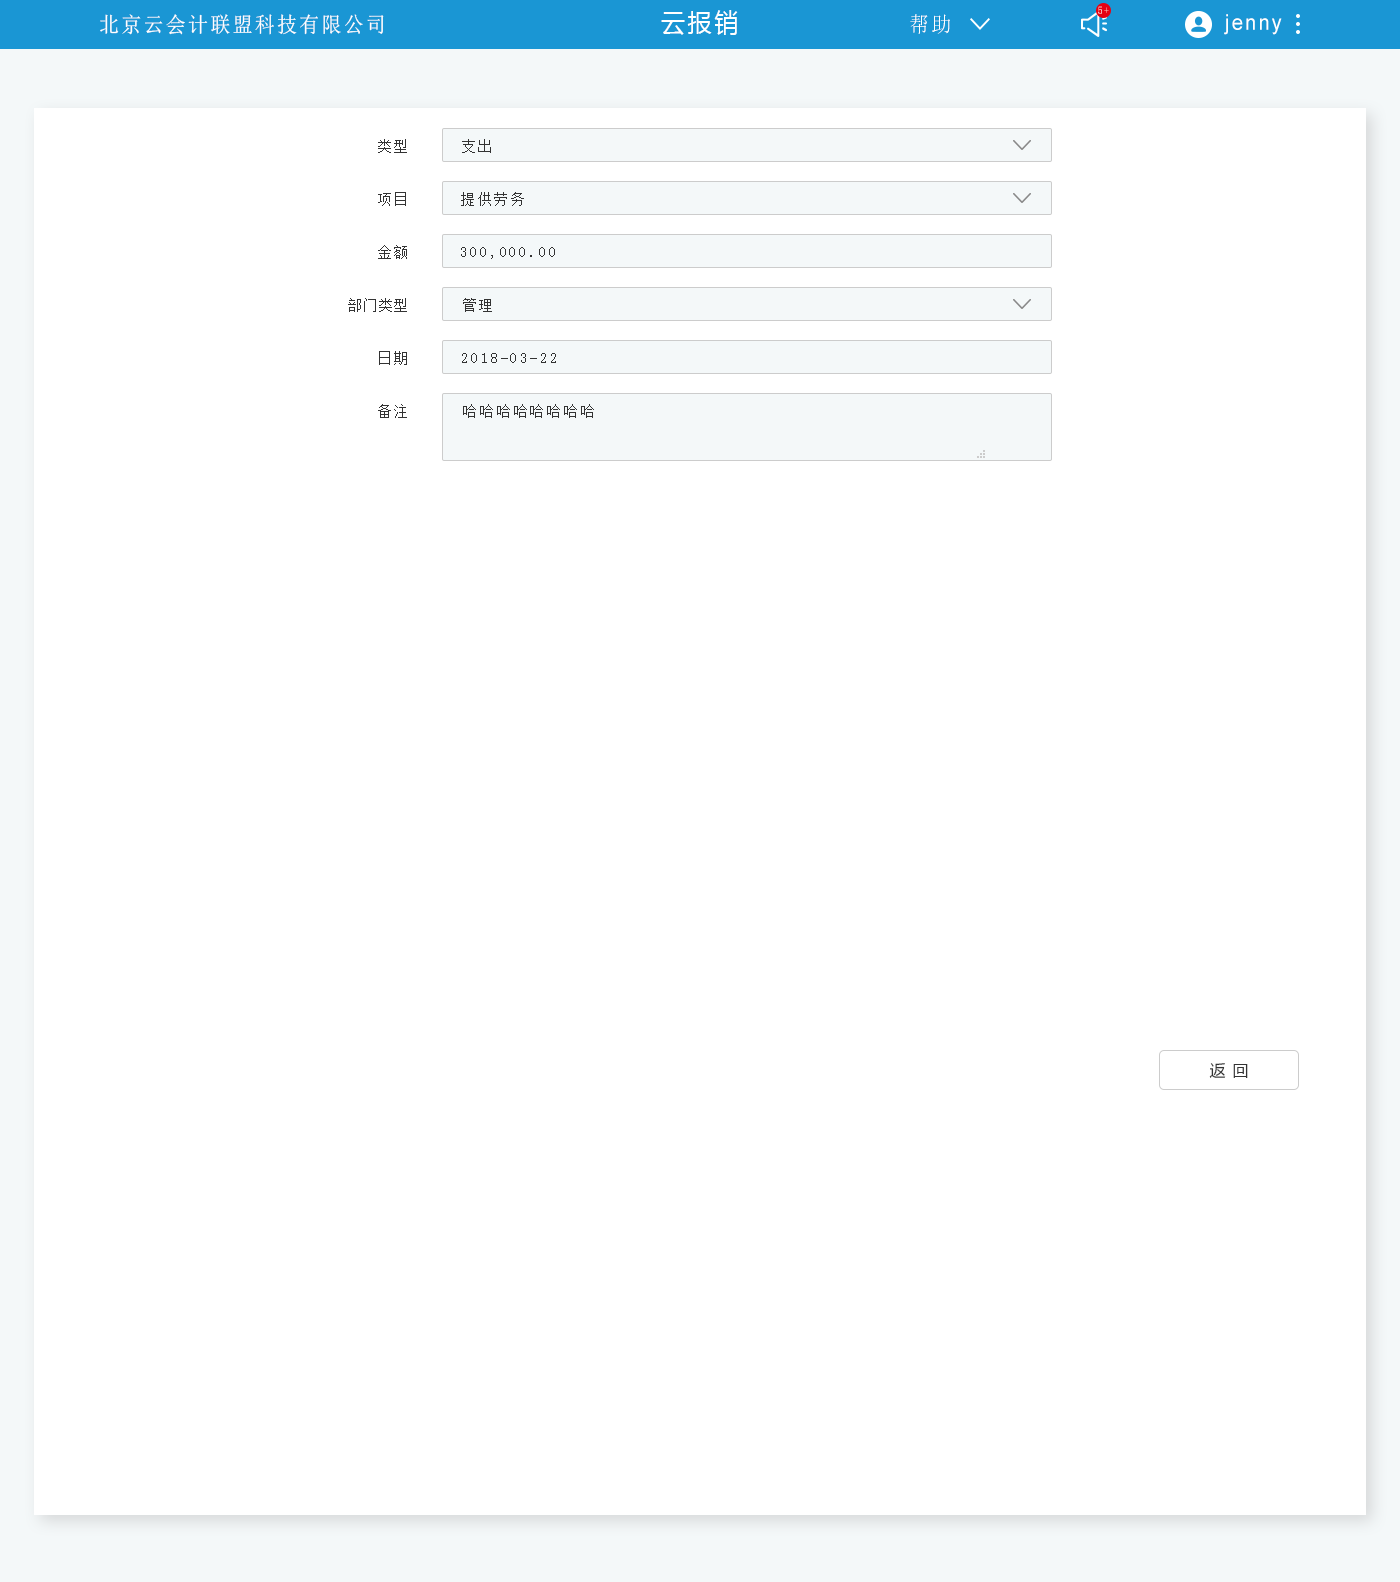 北京云会计联盟科技有限公司 云报销 帮助 5+ jenny
类型 支出
项目 提供劳务
金额 300,000.00
部门类型 管理
日期 2018-03-22
备注 哈哈哈哈哈哈哈哈
返回